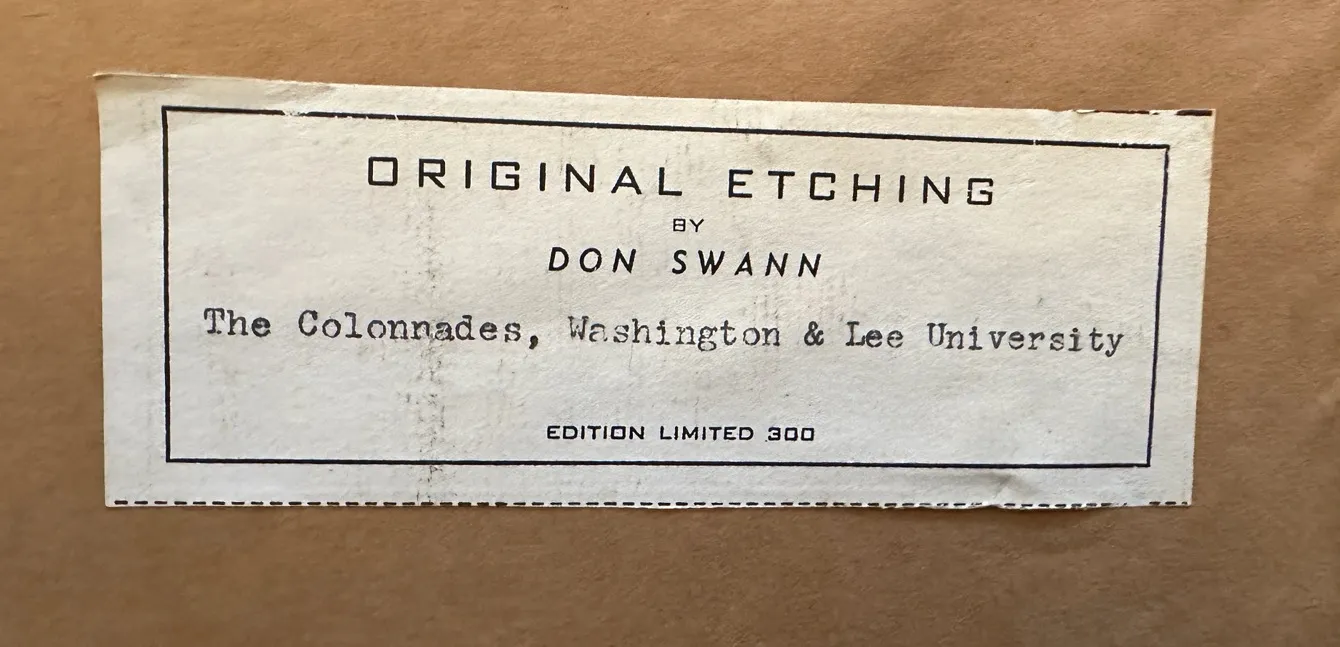 ORIGINAL ETCHING
BY
DON SWANN
The Colonnades, Washington & Lee University
EDITION LIMITED 300